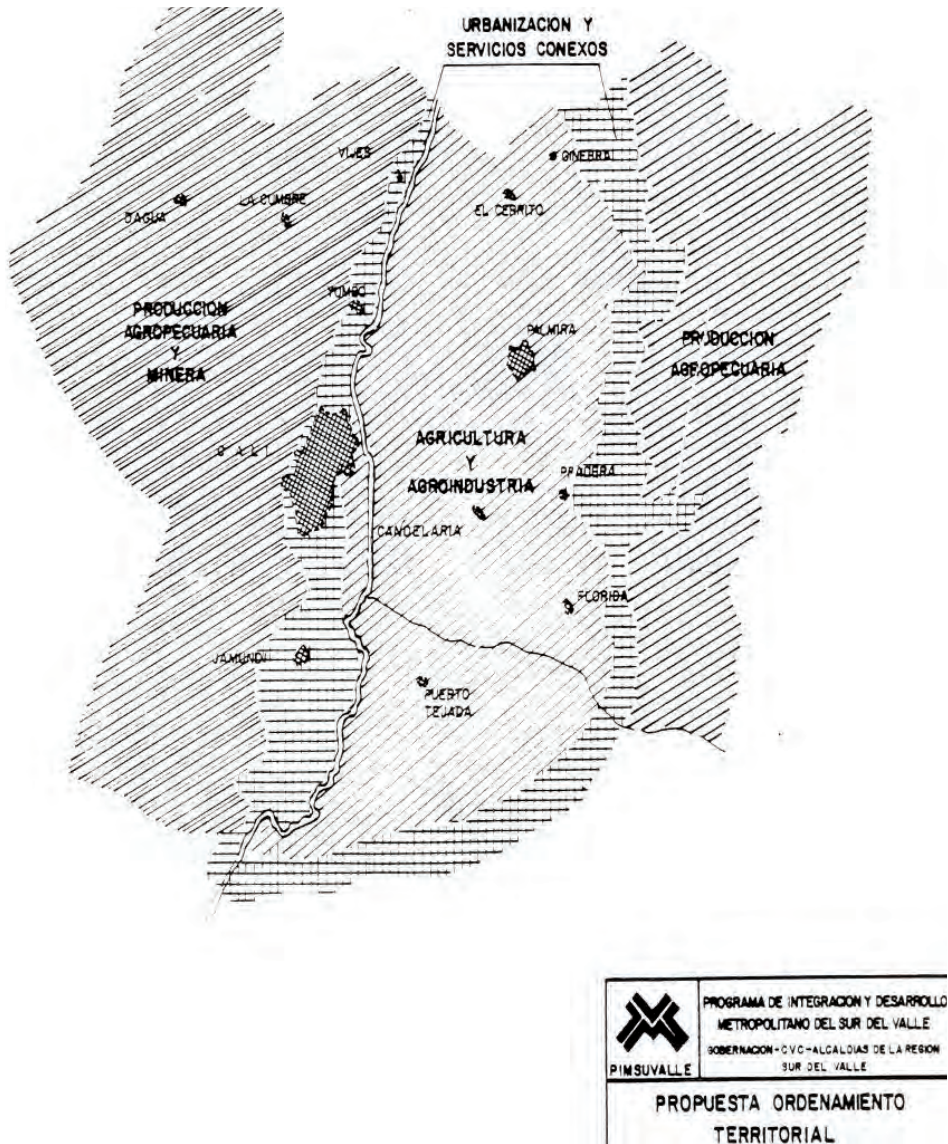 URBANIZACION Y
SERVICIOS CONEXOS
VIJES
GINEBRA
DAGUA
LA CUMBRE
EL CERRITO
YUMBO
PRODUCCION
AGROPECUARIA
Y
MINERA
PALMIRA
PRODUCCION
AGROPECUARIA
CALI
AGRICULTURA
Y
AGROINDUSTRIA
PRADERA
CANDELARIA
FLORIDA
JAMUNDI
PUERTO
TEJADA
PIMSUVALLE
PROGRAMA DE INTEGRACION Y DESARROLLO
METROPOLITANO DEL SUR DEL VALLE
GOBERNACION-CVC-ALCALDIAS DE LA REGION
SUR DEL VALLE
PROPUESTA ORDENAMIENTO
TERRITORIAL